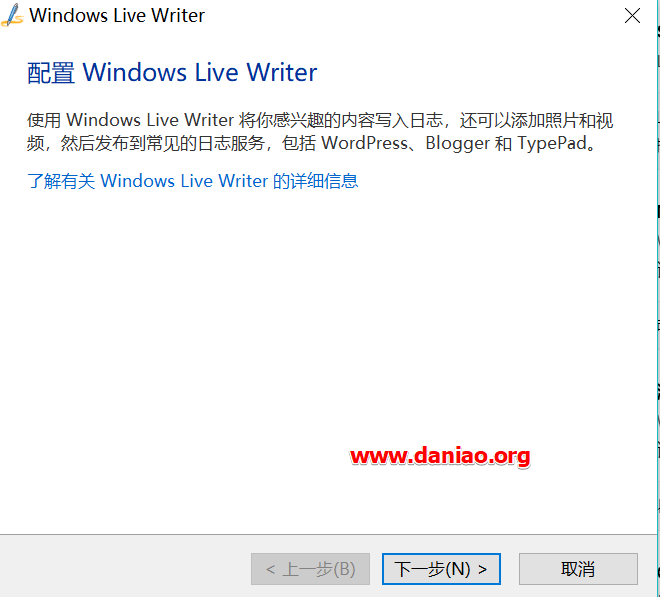 Windows Live Writer
配置 Windows Live Writer
使用 Windows Live Writer 将你感兴趣的内容写入日志，还可以添加照片和视
频，然后发布到常见的日志服务，包括 WordPress、Blogger 和 TypePad。
了解有关 Windows Live Writer 的详细信息
www.daniao.org
< 上一步(B)
下一步(N) >
取消